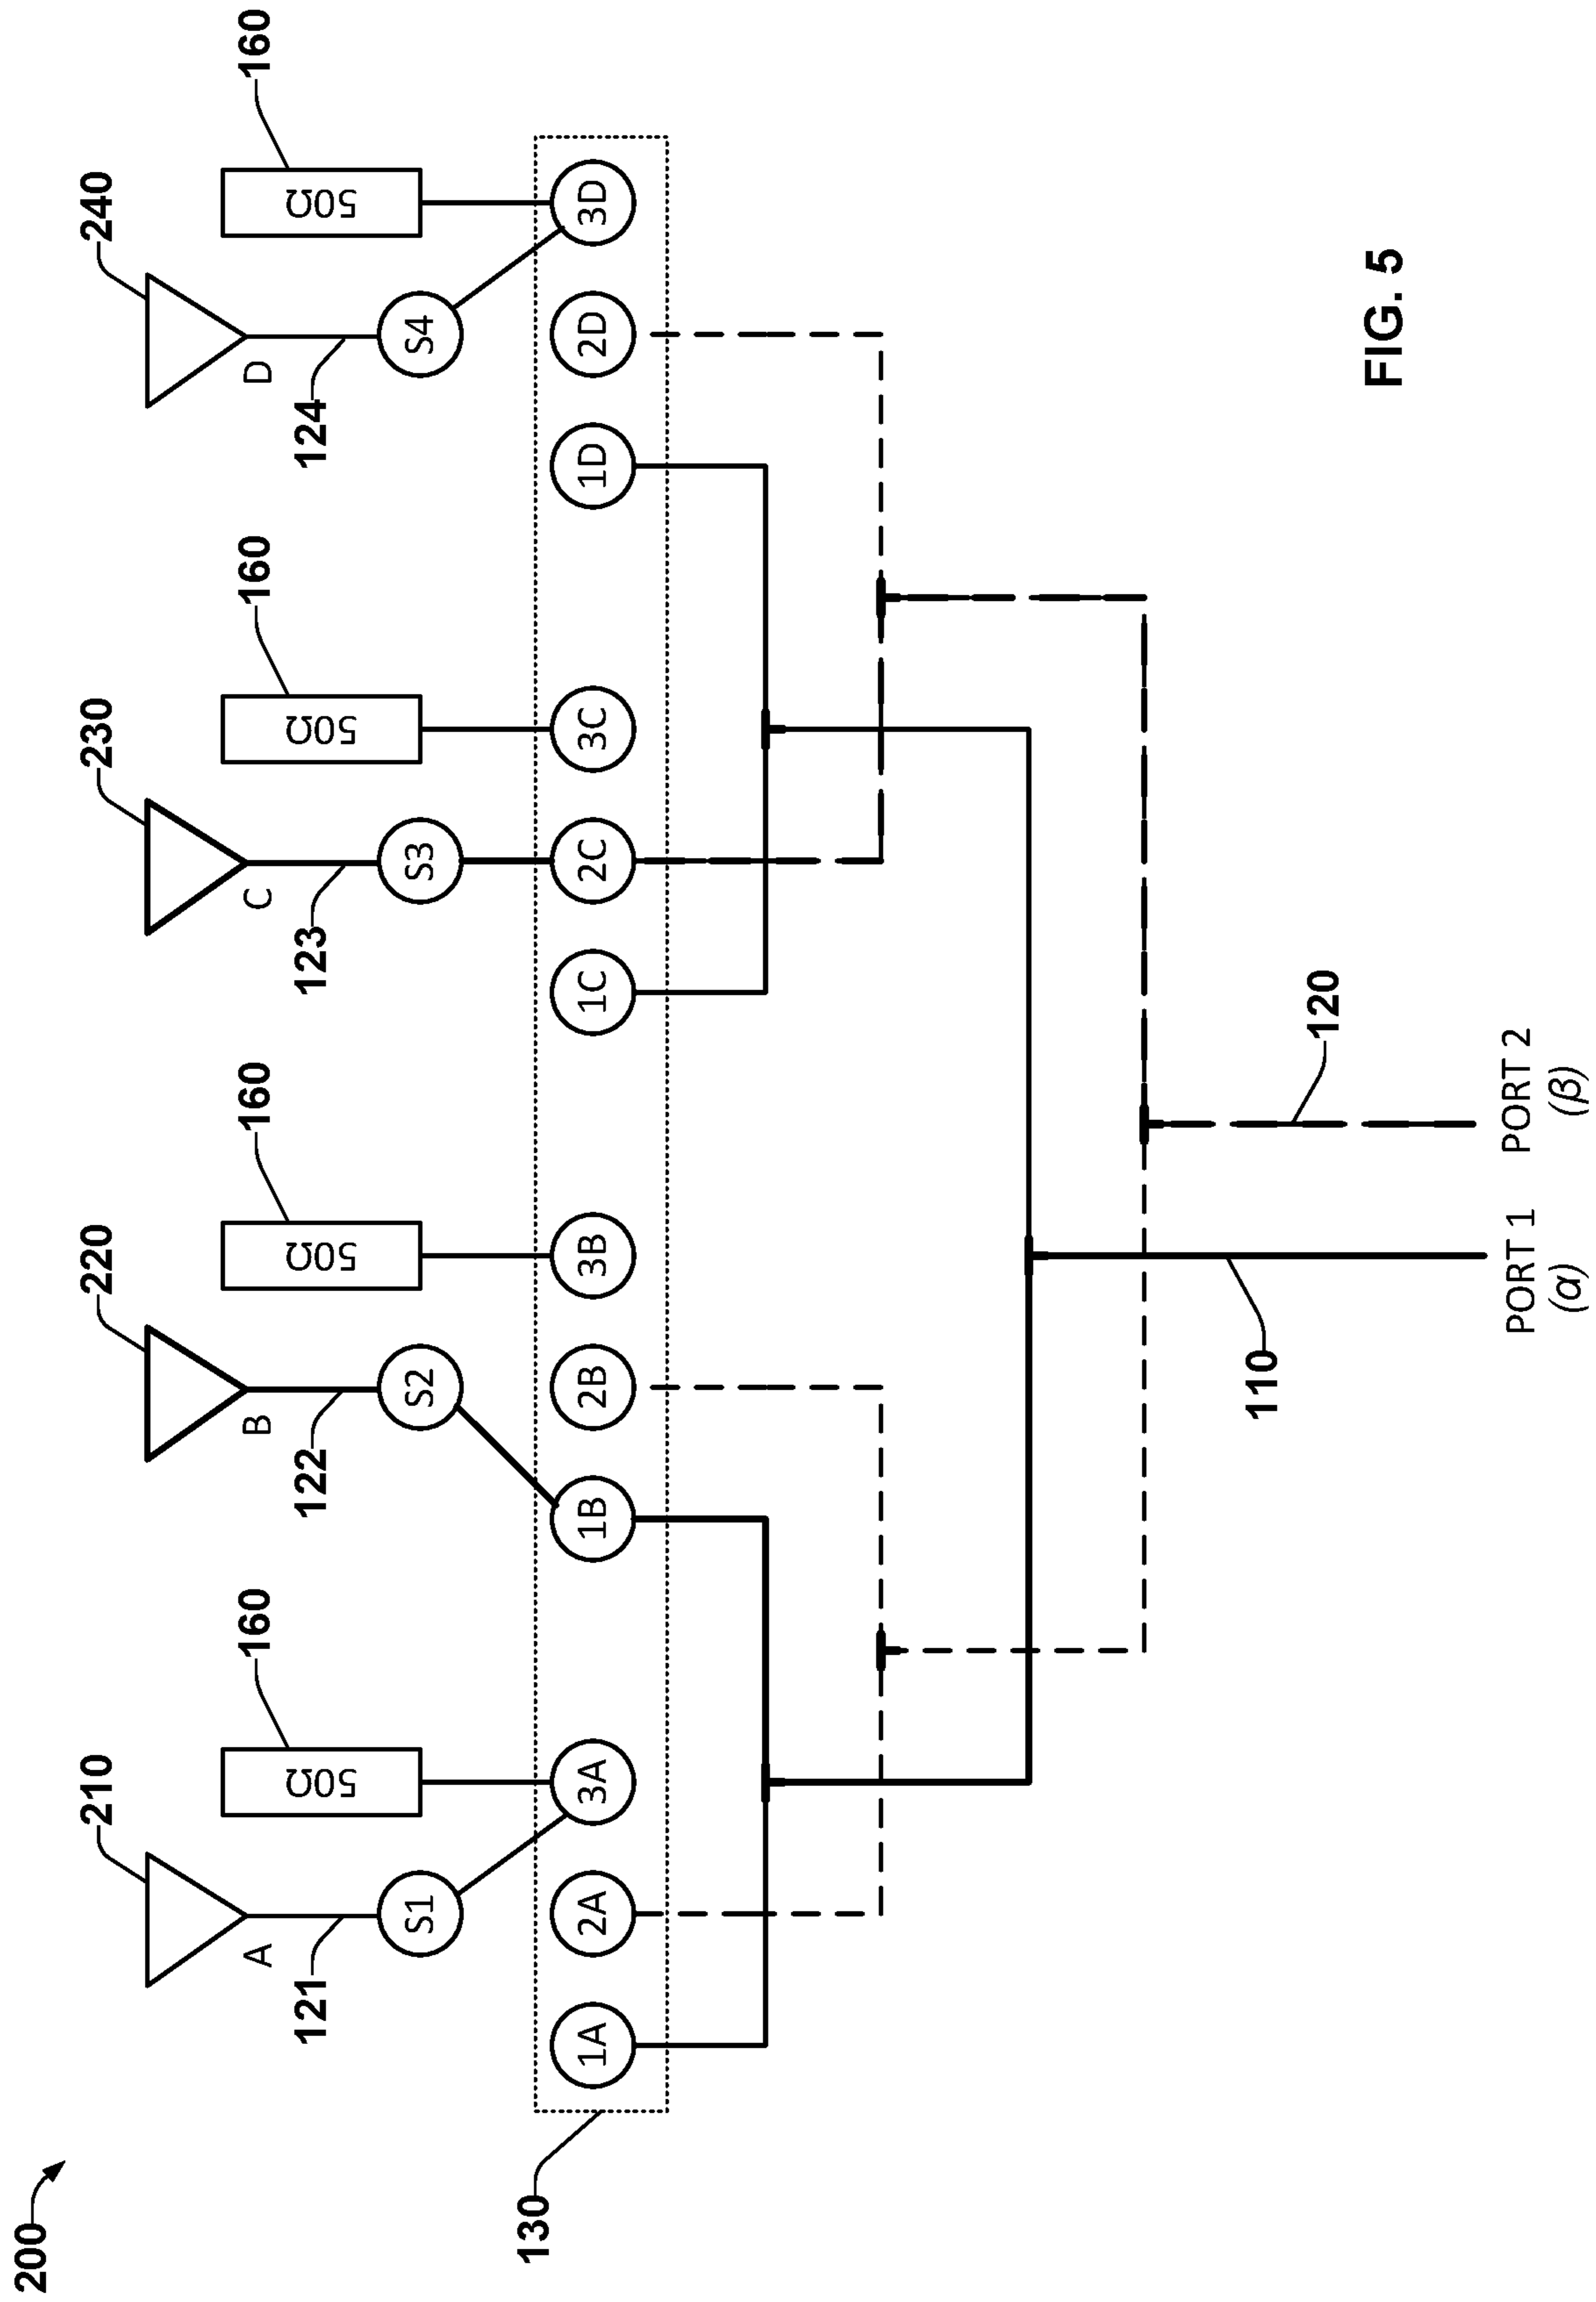 200
210
160
220
160
230
160
240
160
A
50Ω
B
50Ω
C
50Ω
D
50Ω
121
122
123
124
S1
S2
S3
S4
130
1A
2A
3A
1B
2B
3B
1C
2C
3C
1D
2D
3D
110
120
PORT 1
(α)
PORT 2
(β)
FIG. 5